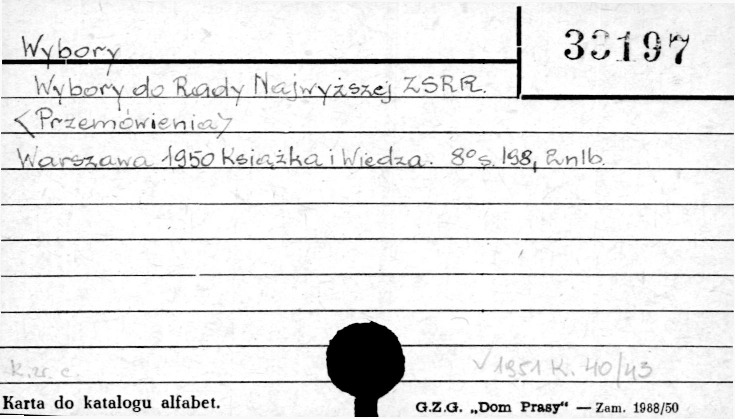 Wybory
33197
Wybory do Rady Najwyższej ZSRR.
<Przemówienia>
Warszawa 1950 Książka i Wiedza. 8° s. 198, 2 nlb.
k. zr. c.
√ 1951 K. 40/43
Karta do katalogu alfabet.
G.Z.G. „Dom Prasy“ — Zam. 1988/50